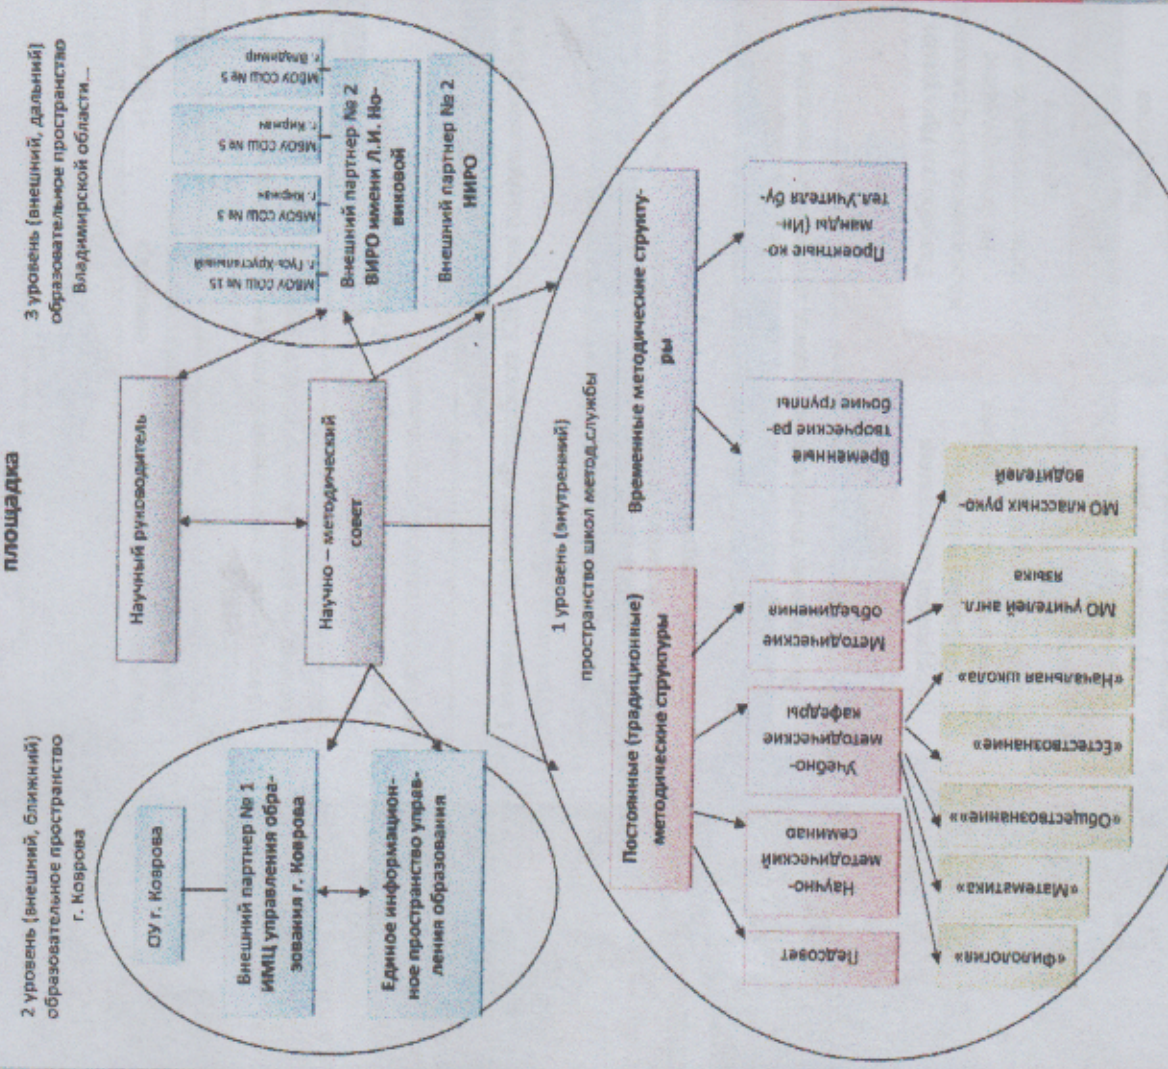 площадка
2 уровень (внешний, ближний)
образовательное пространство
г. Коврова
ОУ г. Коврова
Внешний партнер № 1
ИМЦ управления обра-
зования г. Коврова
Единое информацион-
ное пространство управ-
ления образования
Научный руководитель
Научно – методический
совет
3 уровень (внешний, дальний)
образовательное пространство
Владимирской области...
МБОУ СОШ № 15
г. Гусь-Хрустальный
МБОУ СОШ № 3
г. Киржач
МБОУ СОШ № 5
г. Киржач
МБОУ СОШ № 5
г. Владимир
Внешний партнер № 2
ВИРО имени Л.И. Но-
виковой
Внешний партнер № 2
НИРО
1 уровень (внутренний)
пространство школ метод.службы
Постоянные (традиционные)
методические структуры
Временные методические структу-
ры
Педсовет
Научно-
методический
семинар
Учебно-
методические
кафедры
Методические
объединения
Временные
творческие ра-
бочие группы
Проектные ко-
манды (Ин-
тел.Учителя бу-
«Филология»
«Математика»
«Обществознание»
«Естествознание»
«Начальная школа»
МО учителей англ.
языка
МО классных руко-
водителей